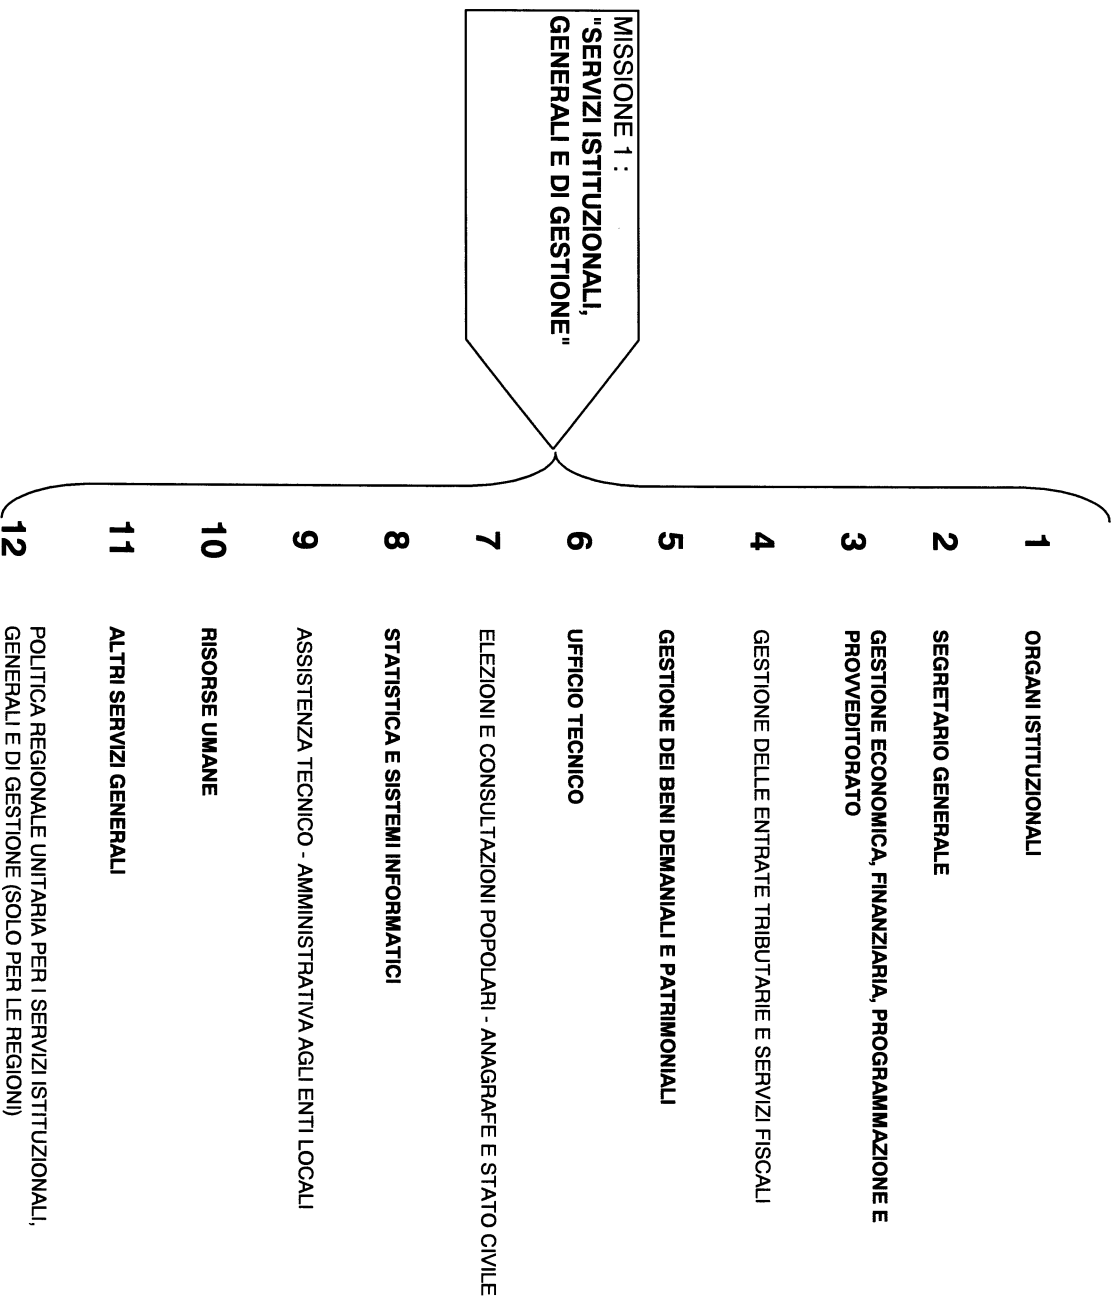 MISSIONE 1 :
"SERVIZI ISTITUZIONALI,
GENERALI E DI GESTIONE"
1 ORGANI ISTITUZIONALI
2 SEGRETARIO GENERALE
3 GESTIONE ECONOMICA, FINANZIARIA, PROGRAMMAZIONE E
PROVVEDITORATO
4 GESTIONE DELLE ENTRATE TRIBUTARIE E SERVIZI FISCALI
5 GESTIONE DEI BENI DEMANIALI E PATRIMONIALI
6 UFFICIO TECNICO
7 ELEZIONI E CONSULTAZIONI POPOLARI - ANAGRAFE E STATO CIVILE
8 STATISTICA E SISTEMI INFORMATICI
9 ASSISTENZA TECNICO - AMMINISTRATIVA AGLI ENTI LOCALI
10 RISORSE UMANE
11 ALTRI SERVIZI GENERALI
12 POLITICA REGIONALE UNITARIA PER I SERVIZI ISTITUZIONALI,
GENERALI E DI GESTIONE (SOLO PER LE REGIONI)